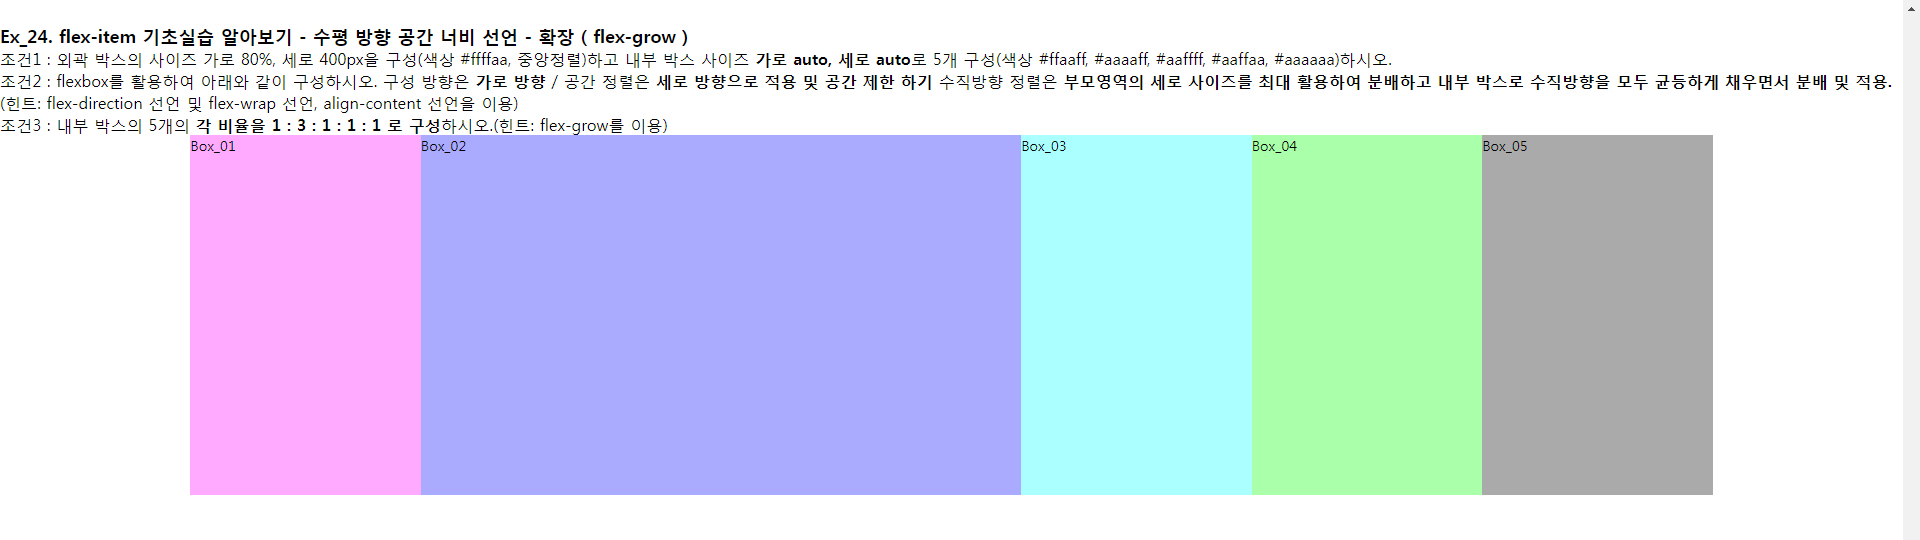 Ex_24. flex-item 기초실습 알아보기 - 수평 방향 공간 너비 선언 - 확장 ( flex-grow )
조건1 : 외곽 박스의 사이즈 가로 80%, 세로 400px을 구성(색상 #ffffaa, 중앙정렬)하고 내부 박스 사이즈 가로 auto, 세로 auto로 5개 구성(색상 #ffaaff, #aaaaff, #aaffff, #aaffaa, #aaaaaa)하시오.
조건2 : flexbox를 활용하여 아래와 같이 구성하시오. 구성 방향은 가로 방향 / 공간 정렬은 세로 방향으로 적용 및 공간 제한 하기 수직방향 정렬은 부모영역의 세로 사이즈를 최대 활용하여 분배하고 내부 박스로 수직방향을 모두 균등하게 채우면서 분배 및 적용.
(힌트: flex-direction 선언 및 flex-wrap 선언, align-content 선언을 이용)
조건3 : 내부 박스의 5개의 각 비율을 1 : 3 : 1 : 1 : 1 로 구성하시오.(힌트: flex-grow를 이용)
Box_01 Box_02 Box_03 Box_04 Box_05